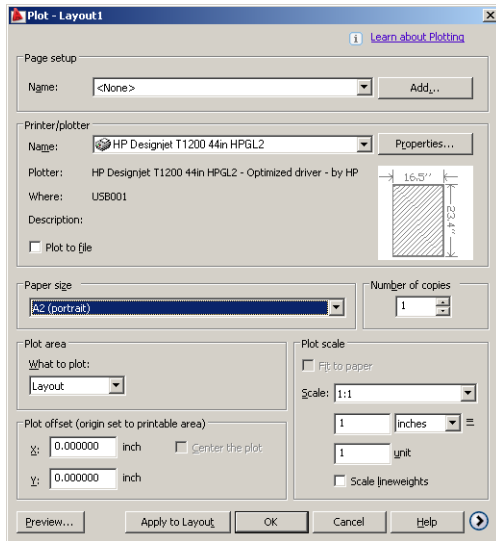 Plot - Layout1
Learn about Plotting
Page setup
Name: <None> Add...
Printer/plotter
Name: HP Designjet T1200 44in HPGL2 Properties...
Plotter: HP Designjet T1200 44in HPGL2 - Optimized driver - by HP
16.5''
23.4''
Where: USB001
Description:
Plot to file
Paper size
A2 (portrait)
Number of copies
1
Plot area
What to plot:
Layout
Plot scale
Fit to paper
Scale: 1:1
1 inches =
1 unit
Scale lineweights
Plot offset (origin set to printable area)
X: 0.000000 inch Center the plot
Y: 0.000000 inch
Preview... Apply to Layout OK Cancel Help